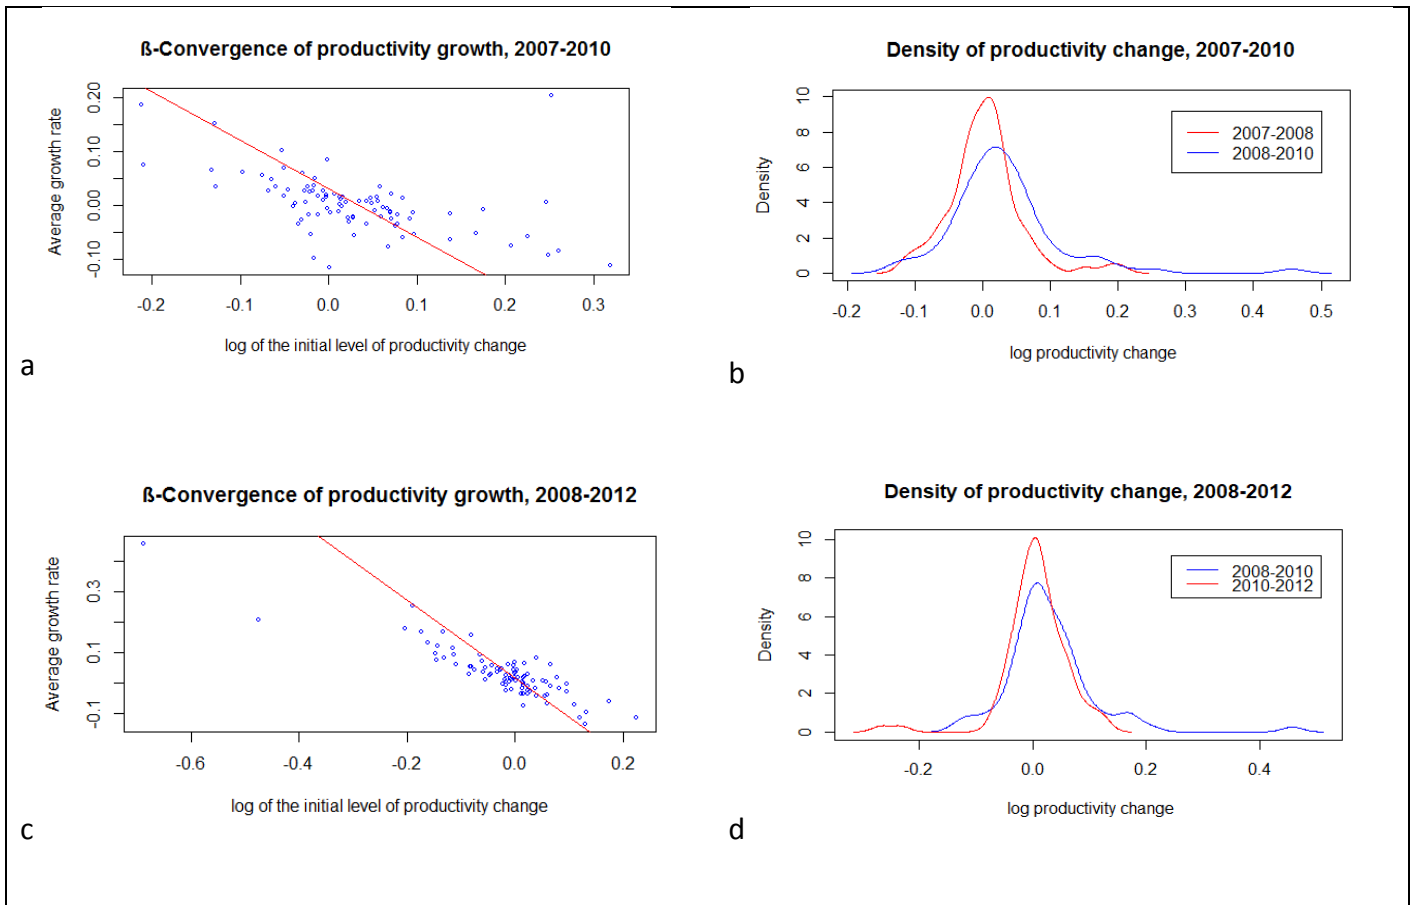 ß-Convergence of productivity growth, 2007-2010
Average growth rate
0.20
0.10
0.00
-0.10
-0.2 -0.1 0.0 0.1 0.2 0.3
log of the initial level of productivity change
a
Density of productivity change, 2007-2010
Density
10
8
6
4
2
0
2007-2008
2008-2010
-0.2 -0.1 0.0 0.1 0.2 0.3 0.4 0.5
log productivity change
b
ß-Convergence of productivity growth, 2008-2012
Average growth rate
0.3
0.1
-0.1
-0.6 -0.4 -0.2 0.0 0.2
log of the initial level of productivity change
c
Density of productivity change, 2008-2012
Density
10
8
6
4
2
0
2008-2010
2010-2012
-0.2 0.0 0.2 0.4
log productivity change
d